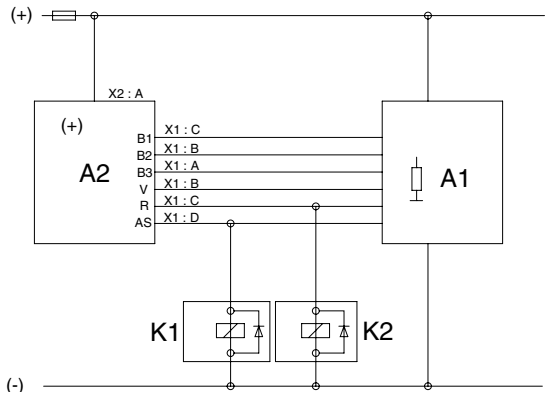 (+)
X2 : A
(+)
A2
B1 X1 : C
B2 X1 : B
B3 X1 : A
V X1 : B
R X1 : C
AS X1 : D
A1
K1
K2
(-)